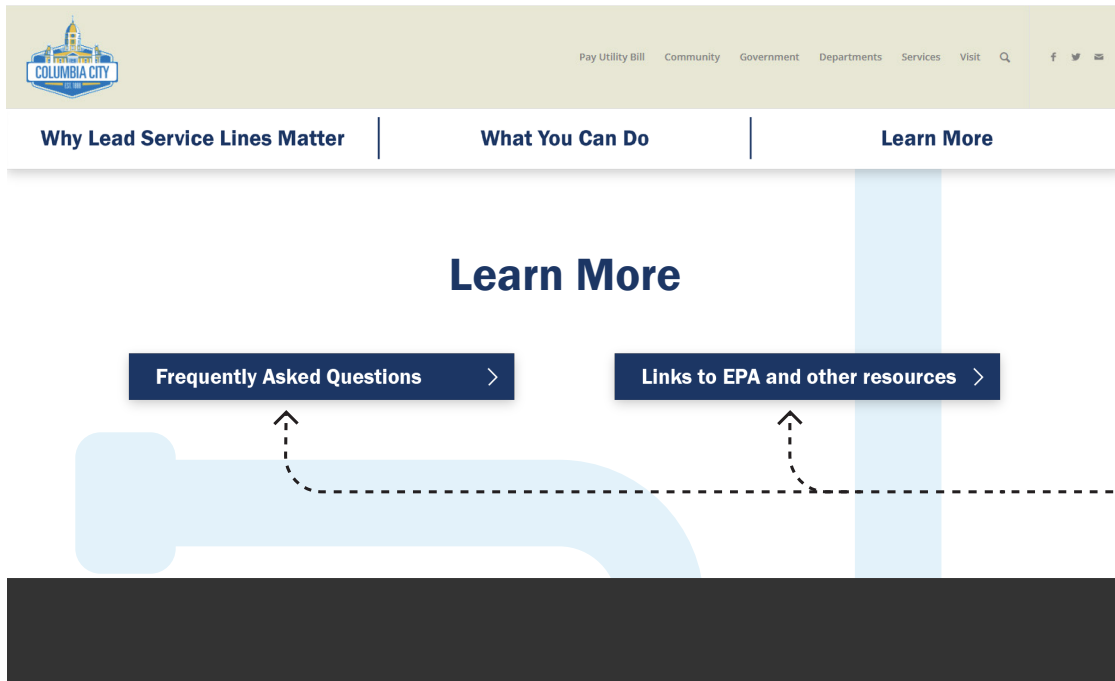 COLUMBIA CITY
Pay Utility Bill Community Government Departments Services Visit
Why Lead Service Lines Matter What You Can Do Learn More
Learn More
Frequently Asked Questions Links to EPA and other resources